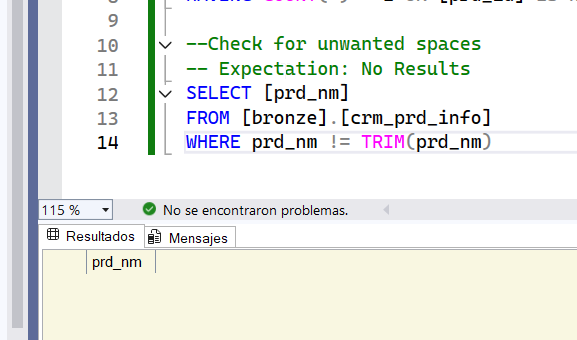 9
10 --Check for unwanted spaces
11 -- Expectation: No Results
12 SELECT [prd_nm]
13 FROM [bronze].[crm_prd_info]
14 WHERE prd_nm != TRIM(prd_nm)
115 %
No se encontraron problemas.
Resultados Mensajes
prd_nm